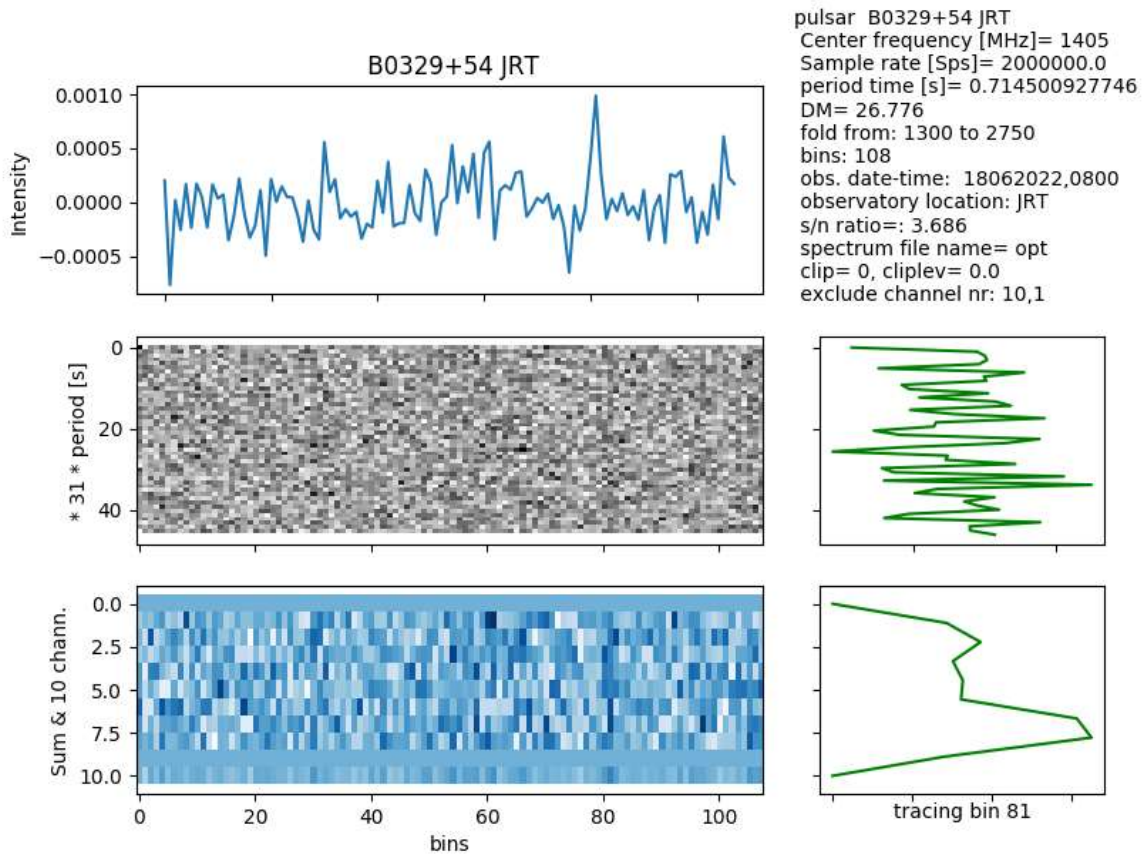 pulsar  B0329+54 JRT
Center frequency [MHz]= 1405
Sample rate [Sps]= 2000000.0
period time [s]= 0.714500927746
DM= 26.776
fold from: 1300 to 2750
bins: 108
obs. date-time:  18062022,0800
observatory location: JRT
s/n ratio=: 3.686
spectrum file name= opt
clip= 0, cliplev= 0.0
exclude channel nr: 10,1
B0329+54 JRT
0.0010
0.0005
0.0000
−0.0005
Intensity
0
20
40
* 31 * period [s]
0.0
2.5
5.0
7.5
10.0
Sum & 10 chann.
0 20 40 60 80 100
bins
tracing bin 81